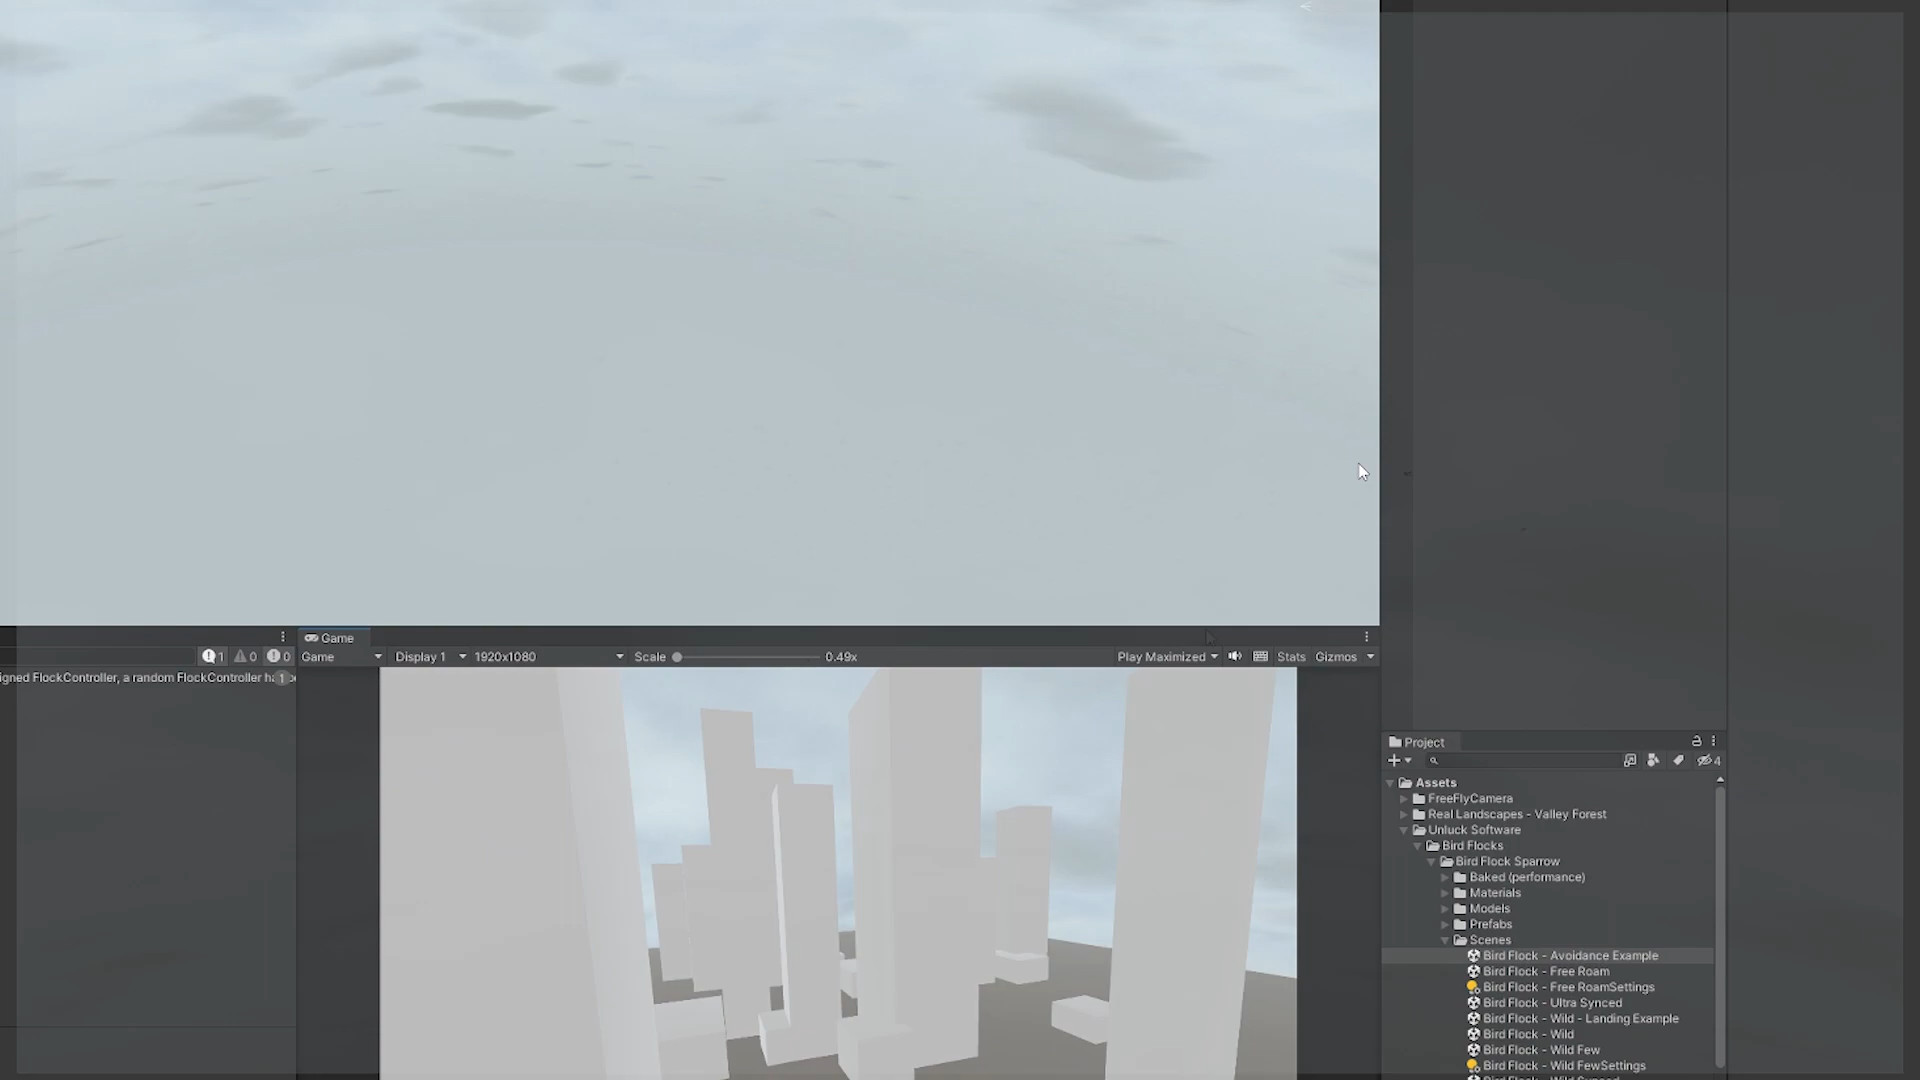 Game
1 0 0
Game Display 1 1920x1080 Scale 0.49x Play Maximized Stats Gizmos
igned FlockController, a random FlockController ha 1
Project
4
Assets
FreeFlyCamera
Real Landscapes - Valley Forest
Unluck Software
Bird Flocks
Bird Flock Sparrow
Baked (performance)
Materials
Models
Prefabs
Scenes
Bird Flock - Avoidance Example
Bird Flock - Free Roam
Bird Flock - Free RoamSettings
Bird Flock - Ultra Synced
Bird Flock - Wild - Landing Example
Bird Flock - Wild
Bird Flock - Wild Few
Bird Flock - Wild FewSettings